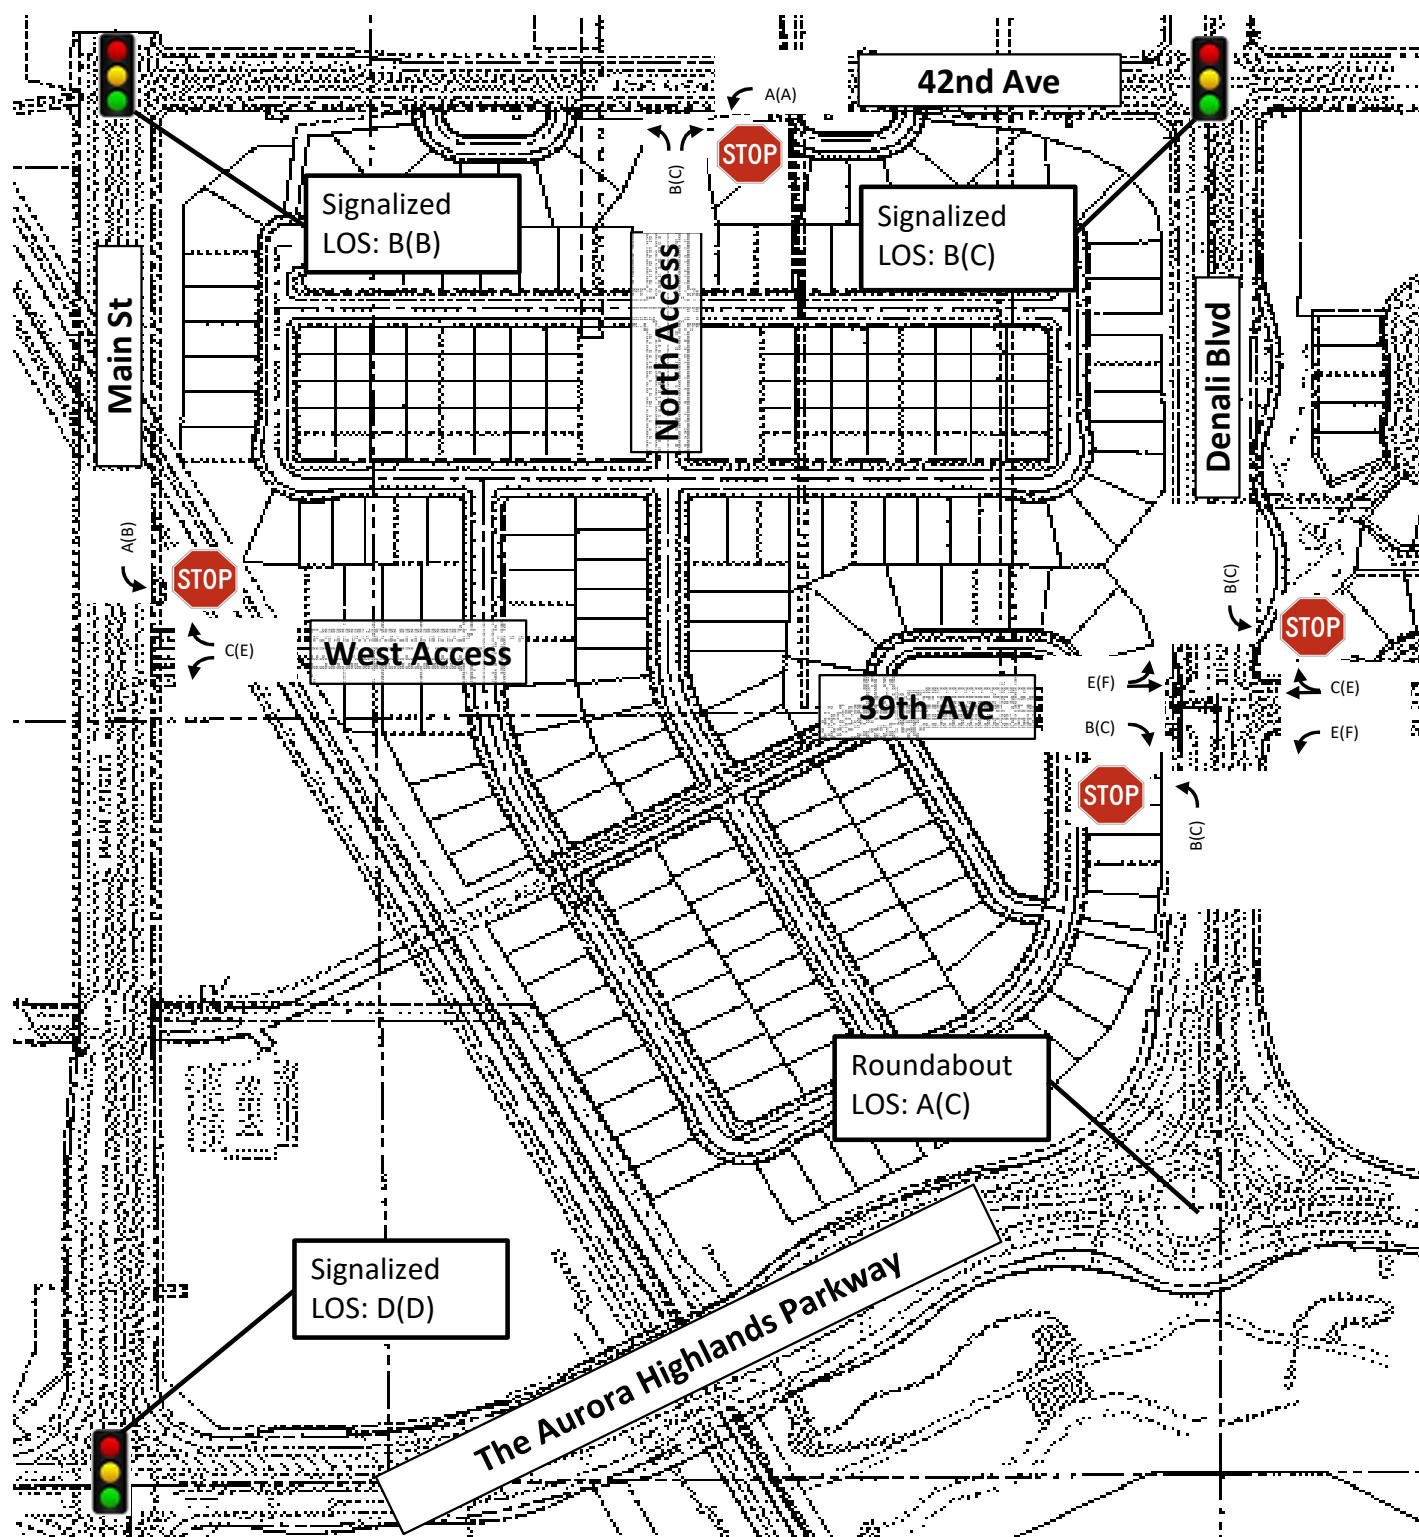 42nd Ave
A(A)
STOP
B(C)
Signalized
LOS: B(B)
Signalized
LOS: B(C)
Main St
North Access
Denali Blvd
A(B)
STOP
B(C)
STOP
C(E)
West Access
E(F)
C(E)
39th Ave
B(C)
E(F)
STOP
B(C)
Roundabout
LOS: A(C)
Signalized
LOS: D(D)
The Aurora Highlands Parkway